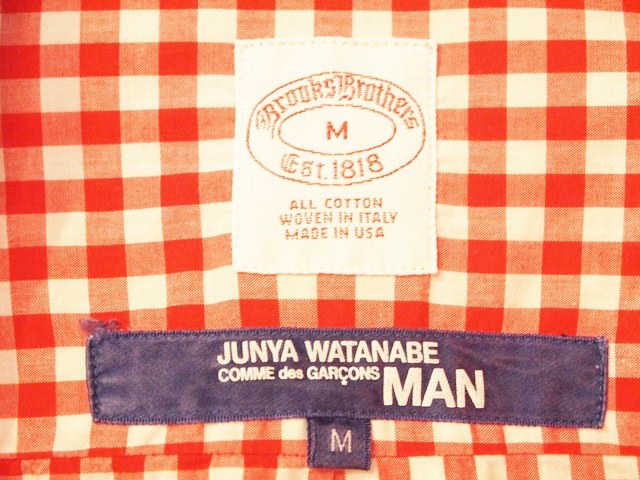 Brooks Brothers
M
Est. 1818
ALL COTTON
WOVEN IN ITALY
MADE IN USA
JUNYA WATANABE
COMME des GARÇONS MAN
M